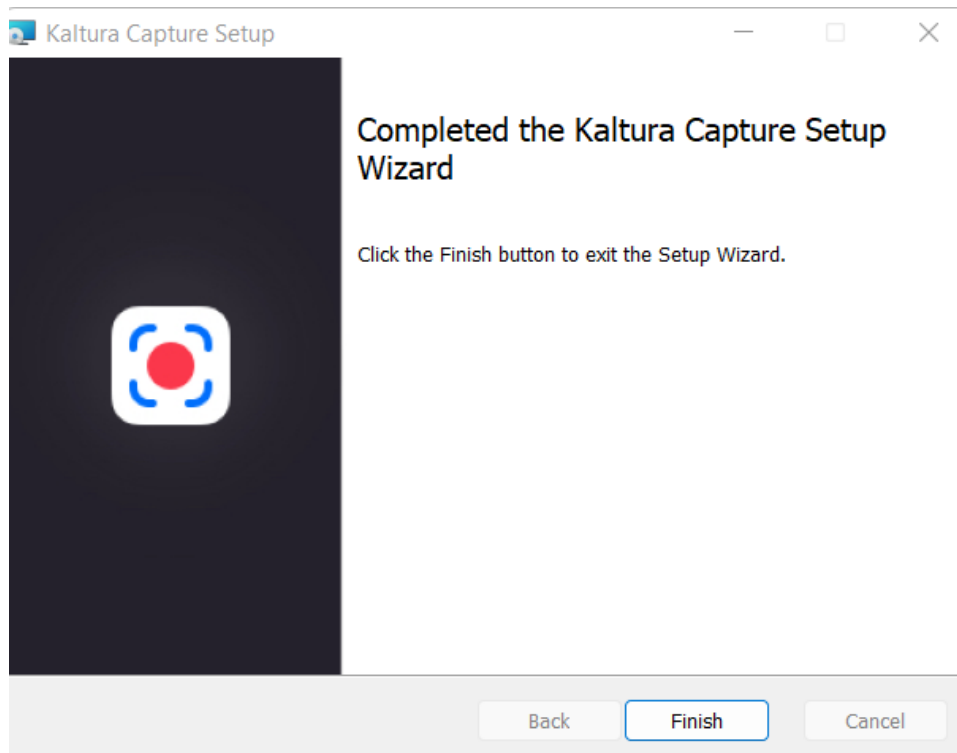 Kaltura Capture Setup
Completed the Kaltura Capture Setup
Wizard
Click the Finish button to exit the Setup Wizard.
Back
Finish
Cancel